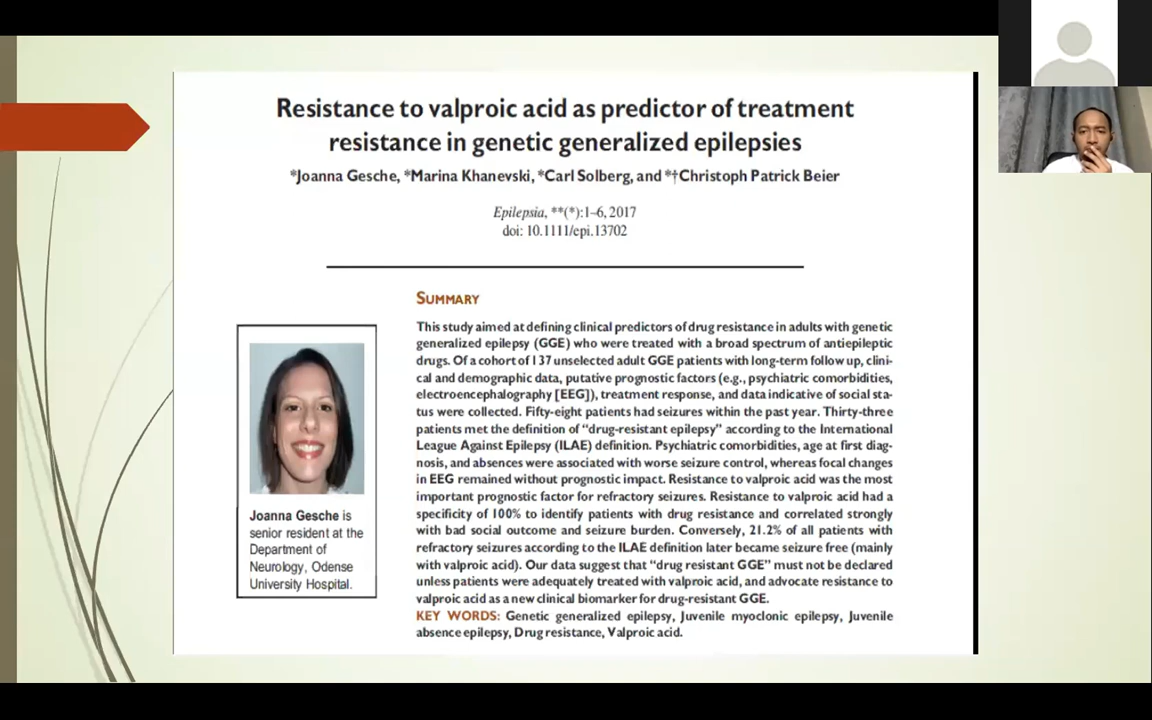 Resistance to valproic acid as predictor of treatment
resistance in genetic generalized epilepsies
*Joanna Gesche, *Marina Khanevski, *Carl Solberg, and *†Christoph Patrick Beier
Epilepsia, **(*):1–6, 2017
doi: 10.1111/epi.13702
SUMMARY
This study aimed at defining clinical predictors of drug resistance in adults with genetic
generalized epilepsy (GGE) who were treated with a broad spectrum of antiepileptic
drugs. Of a cohort of 137 unselected adult GGE patients with long-term follow up, clini-
cal and demographic data, putative prognostic factors (e.g., psychiatric comorbidities,
electroencephalography [EEG]), treatment response, and data indicative of social sta-
tus were collected. Fifty-eight patients had seizures within the past year. Thirty-three
patients met the definition of “drug-resistant epilepsy” according to the International
League Against Epilepsy (ILAE) definition. Psychiatric comorbidities, age at first diag-
nosis, and absences were associated with worse seizure control, whereas focal changes
in EEG remained without prognostic impact. Resistance to valproic acid was the most
important prognostic factor for refractory seizures. Resistance to valproic acid had a
specificity of 100% to identify patients with drug resistance and correlated strongly
with bad social outcome and seizure burden. Conversely, 21.2% of all patients with
refractory seizures according to the ILAE definition later became seizure free (mainly
with valproic acid). Our data suggest that “drug resistant GGE” must not be declared
unless patients were adequately treated with valproic acid, and advocate resistance to
valproic acid as a new clinical biomarker for drug-resistant GGE.
KEY WORDS: Genetic generalized epilepsy, Juvenile myoclonic epilepsy, Juvenile
absence epilepsy, Drug resistance, Valproic acid.
Joanna Gesche is
senior resident at the
Department of
Neurology, Odense
University Hospital.